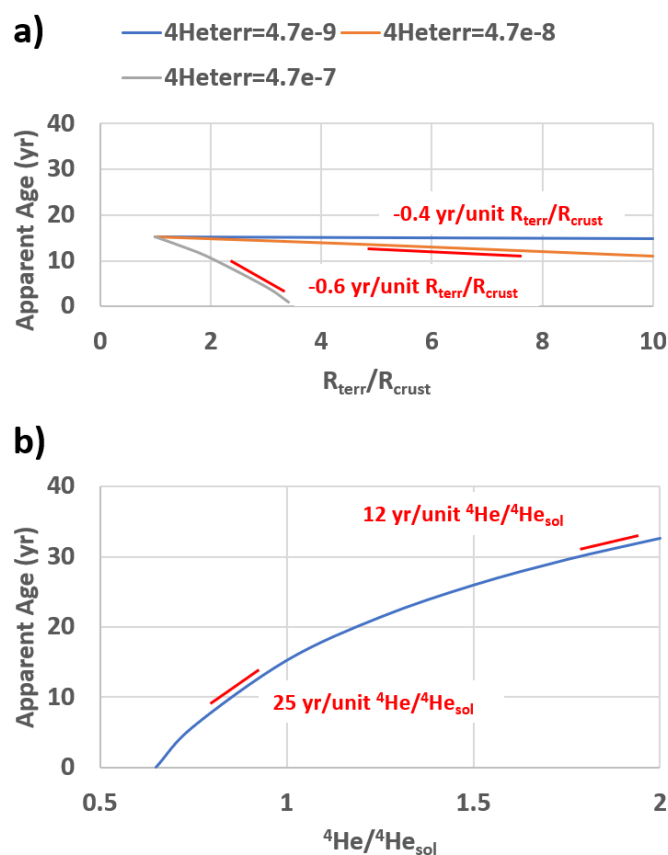 a)
4Heterr=4.7e-9 4Heterr=4.7e-8
4Heterr=4.7e-7
Apparent Age (yr)
40
30
20
10
0
-0.4 yr/unit Rterr/Rcrust
-0.6 yr/unit Rterr/Rcrust
0 2 4 6 8 10
Rterr/Rcrust
b)
Apparent Age (yr)
40
30
20
10
0
12 yr/unit ⁴He/⁴Hesol
25 yr/unit ⁴He/⁴Hesol
0.5 1 1.5 2
⁴He/⁴Hesol